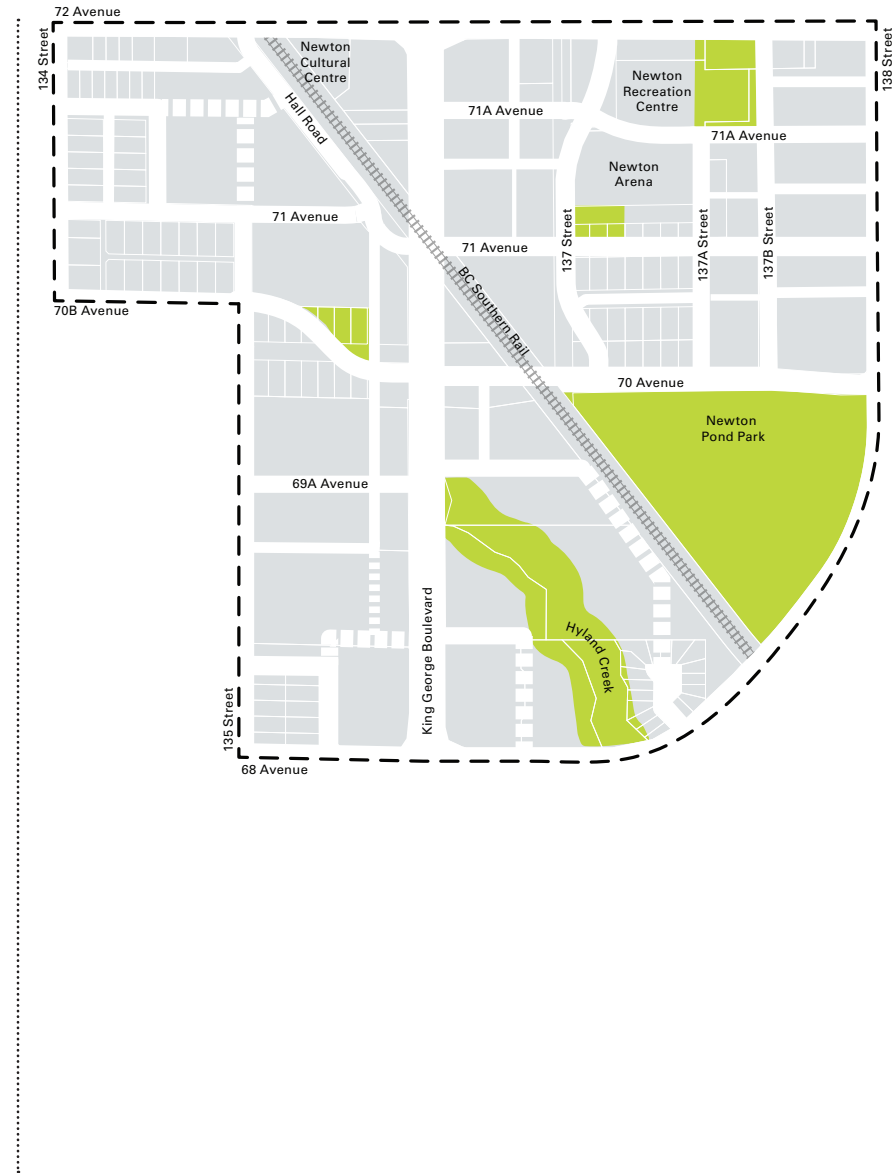 72 Avenue
134 Street
138 Street
Newton
Cultural
Centre
Hall Road
71A Avenue
Newton
Recreation
Centre
71A Avenue
Newton
Arena
71 Avenue
71 Avenue
137 Street
137A Street
137B Street
BC Southern Rail
70B Avenue
70 Avenue
Newton
Pond Park
69A Avenue
King George Boulevard
Hyland Creek
135 Street
68 Avenue